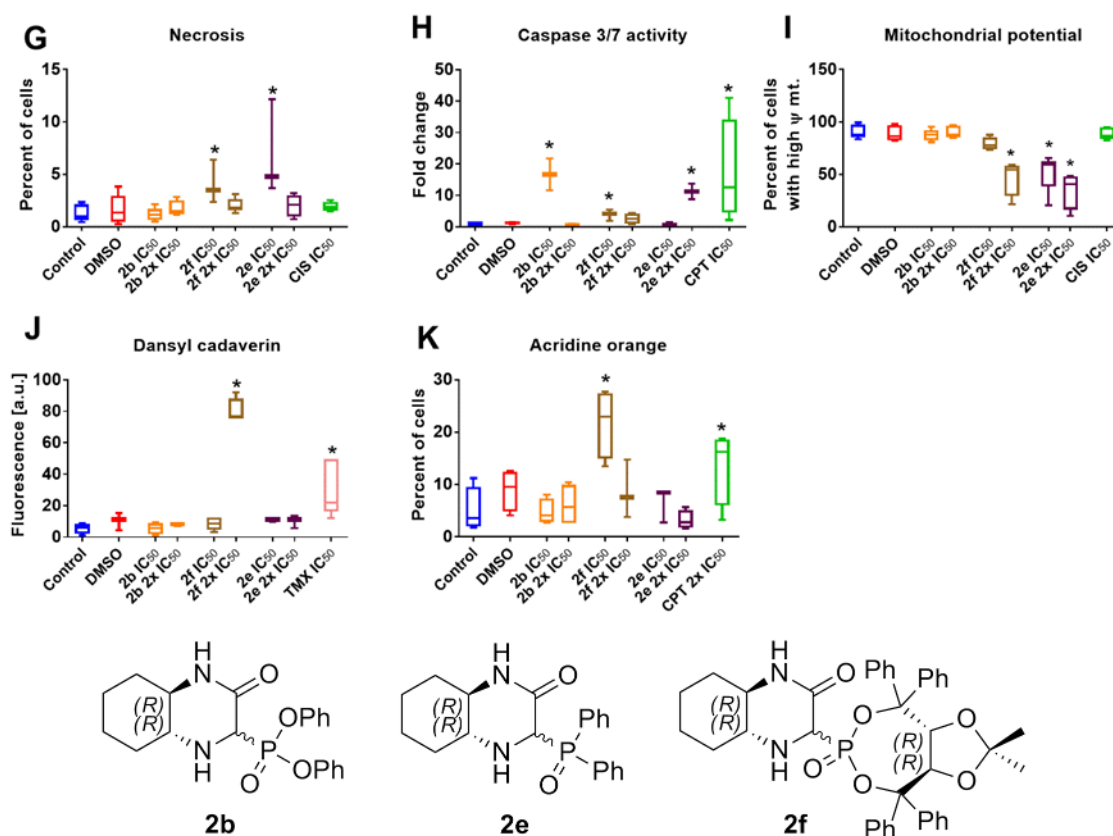 G Necrosis
Percent of cells
15
10
5
0
Control
DMSO
2b IC50
2b 2x IC50
2f IC50
2f 2x IC50
2e IC50
2e 2x IC50
CIS IC50
*
*
H Caspase 3/7 activity
Fold change
50
40
30
20
10
0
Control
DMSO
2b IC50
2b 2x IC50
2f IC50
2f 2x IC50
2e IC50
2e 2x IC50
CPT IC50
*
*
*
*
I Mitochondrial potential
Percent of cells
with high ψ mt.
150
100
50
0
Control
DMSO
2b IC50
2b 2x IC50
2f IC50
2f 2x IC50
2e IC50
2e 2x IC50
CIS IC50
*
*
*
J Dansyl cadaverin
Fluorescence [a.u.]
100
80
60
40
20
0
Control
DMSO
2b IC50
2b 2x IC50
2f IC50
2f 2x IC50
2e IC50
2e 2x IC50
TMX IC50
*
*
K Acridine orange
Percent of cells
30
20
10
0
Control
DMSO
2b IC50
2b 2x IC50
2f IC50
2f 2x IC50
2e IC50
2e 2x IC50
CPT 2x IC50
*
*
H
N
O
(R)
(R)
N
H
P
O
OPh
OPh
2b
H
N
O
(R)
(R)
N
H
P
O
Ph
Ph
2e
H
N
O
(R)
(R)
N
H
P
O
O
O
Ph
Ph
(R)
(R)
O
O
Ph
Ph
2f